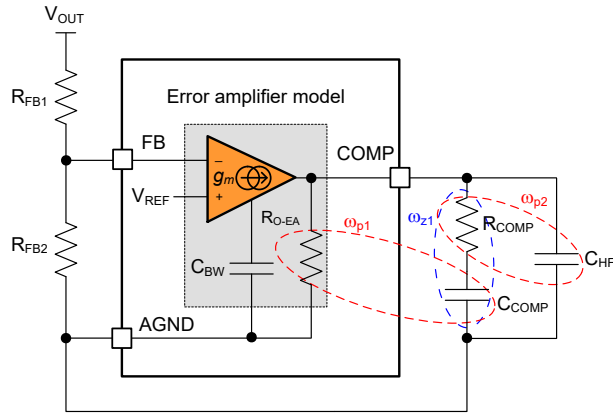 VOUT
RFB1
Error amplifier model
FB
COMP
−
gm
+
VREF
RO-EA
ωp1
ωz1
ωp2
RCOMP
RFB2
CBW
CHF
CCOMP
AGND